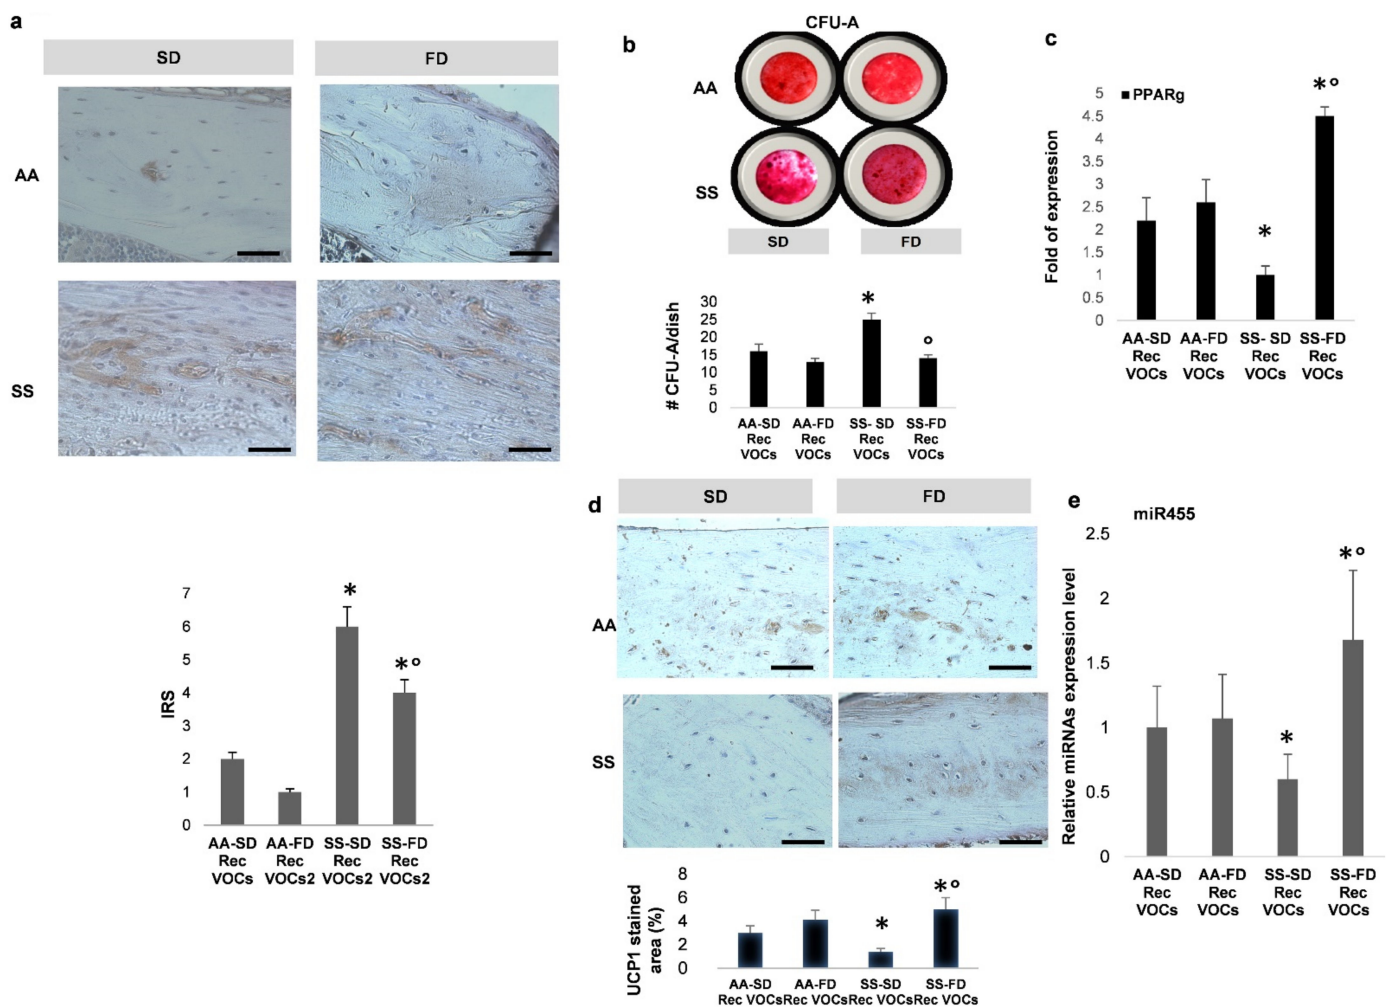 a
SD
FD
AA
SS
7
6
5
4
3
2
1
0
IRS
*
*°
AA-SD
Rec
VOCs
AA-FD
Rec
VOCs2
SS-SD
Rec
VOCs2
SS-FD
Rec
VOCs2
b
CFU-A
AA
SS
SD
FD
30
25
20
15
10
5
0
# CFU-A/dish
*
°
AA-SD
Rec
VOCs
AA-FD
Rec
VOCs
SS- SD
Rec
VOCs
SS-FD
Rec
VOCs
c
PPARg
5
4.5
4
3.5
3
2.5
2
1.5
1
0.5
0
Fold of expression
*
*°
AA-SD
Rec
VOCs
AA-FD
Rec
VOCs
SS- SD
Rec
VOCs
SS-FD
Rec
VOCs
d
SD
FD
AA
SS
8
6
4
2
0
UCP1 stained
area (%)
*
*°
AA-SD
Rec VOCs
AA-FD
Rec VOCs
SS-SD
Rec VOCs
SS-FD
Rec VOCs
e
miR455
2.5
2
1.5
1
0.5
0
Relative miRNAs expression level
*
*°
AA-SD
Rec
VOCs
AA-FD
Rec
VOCs
SS-SD
Rec
VOCs
SS-FD
Rec
VOCs